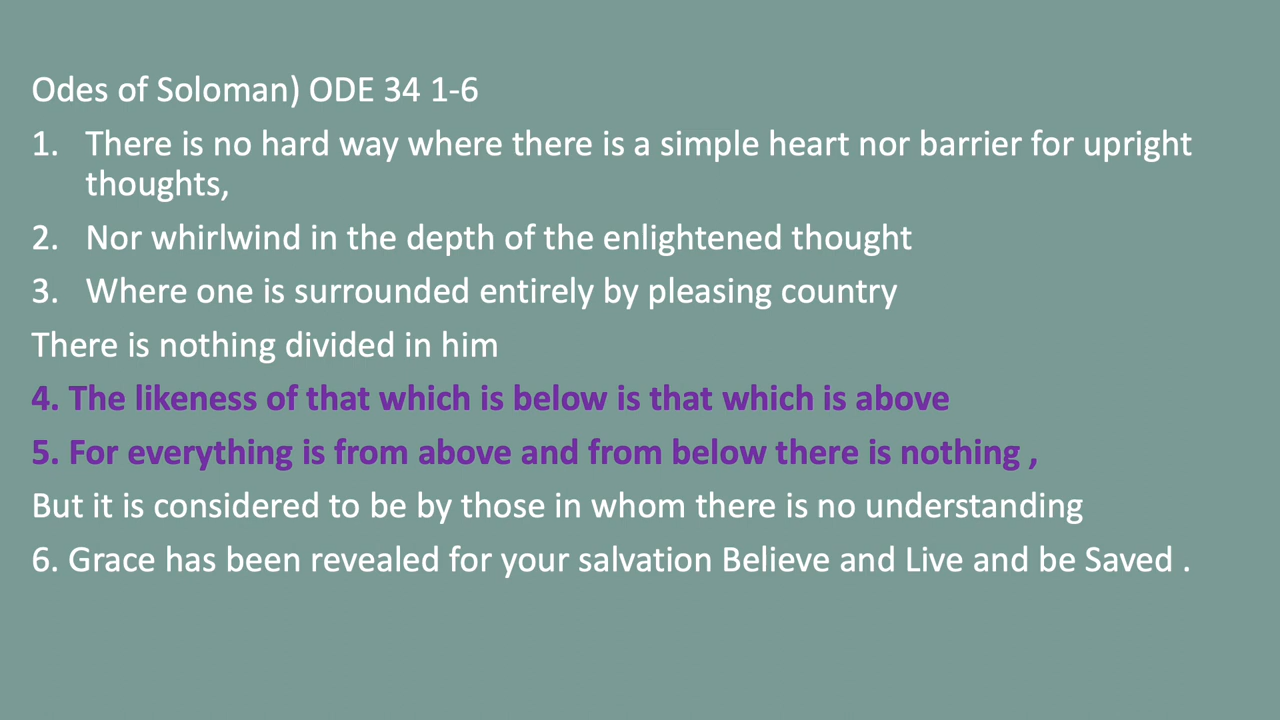 Odes of Soloman) ODE 34 1-6
1. There is no hard way where there is a simple heart nor barrier for upright
thoughts,
2. Nor whirlwind in the depth of the enlightened thought
3. Where one is surrounded entirely by pleasing country
There is nothing divided in him
4. The likeness of that which is below is that which is above
5. For everything is from above and from below there is nothing ,
But it is considered to be by those in whom there is no understanding
6. Grace has been revealed for your salvation Believe and Live and be Saved .